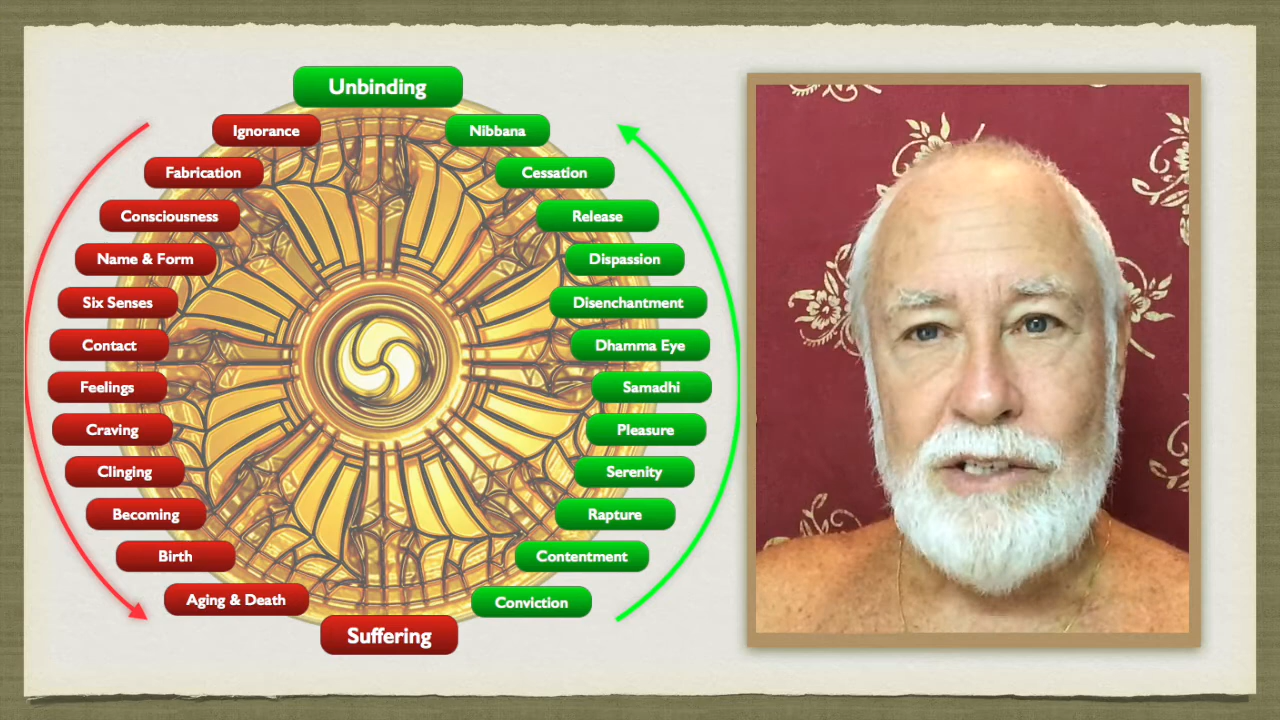 Unbinding
Ignorance
Fabrication
Consciousness
Name & Form
Six Senses
Contact
Feelings
Craving
Clinging
Becoming
Birth
Aging & Death
Suffering
Nibbana
Cessation
Release
Dispassion
Disenchantment
Dhamma Eye
Samadhi
Pleasure
Serenity
Rapture
Contentment
Conviction